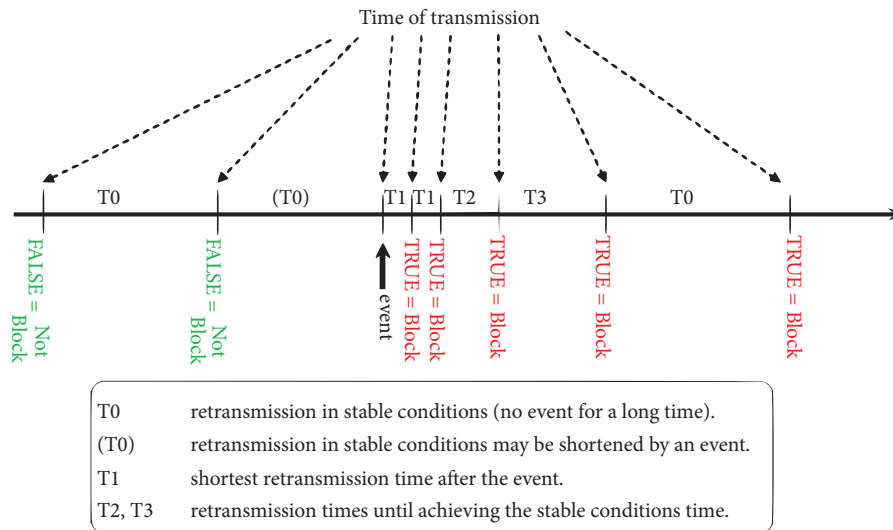 Time of transmission
T0
(T0)
T1
T1
T2
T3
T0
FALSE = Not
Block
FALSE = Not
Block
event
TRUE = Block
TRUE = Block
TRUE = Block
TRUE = Block
TRUE = Block
T0 retransmission in stable conditions (no event for a long time).
(T0) retransmission in stable conditions may be shortened by an event.
T1 shortest retransmission time after the event.
T2, T3 retransmission times until achieving the stable conditions time.